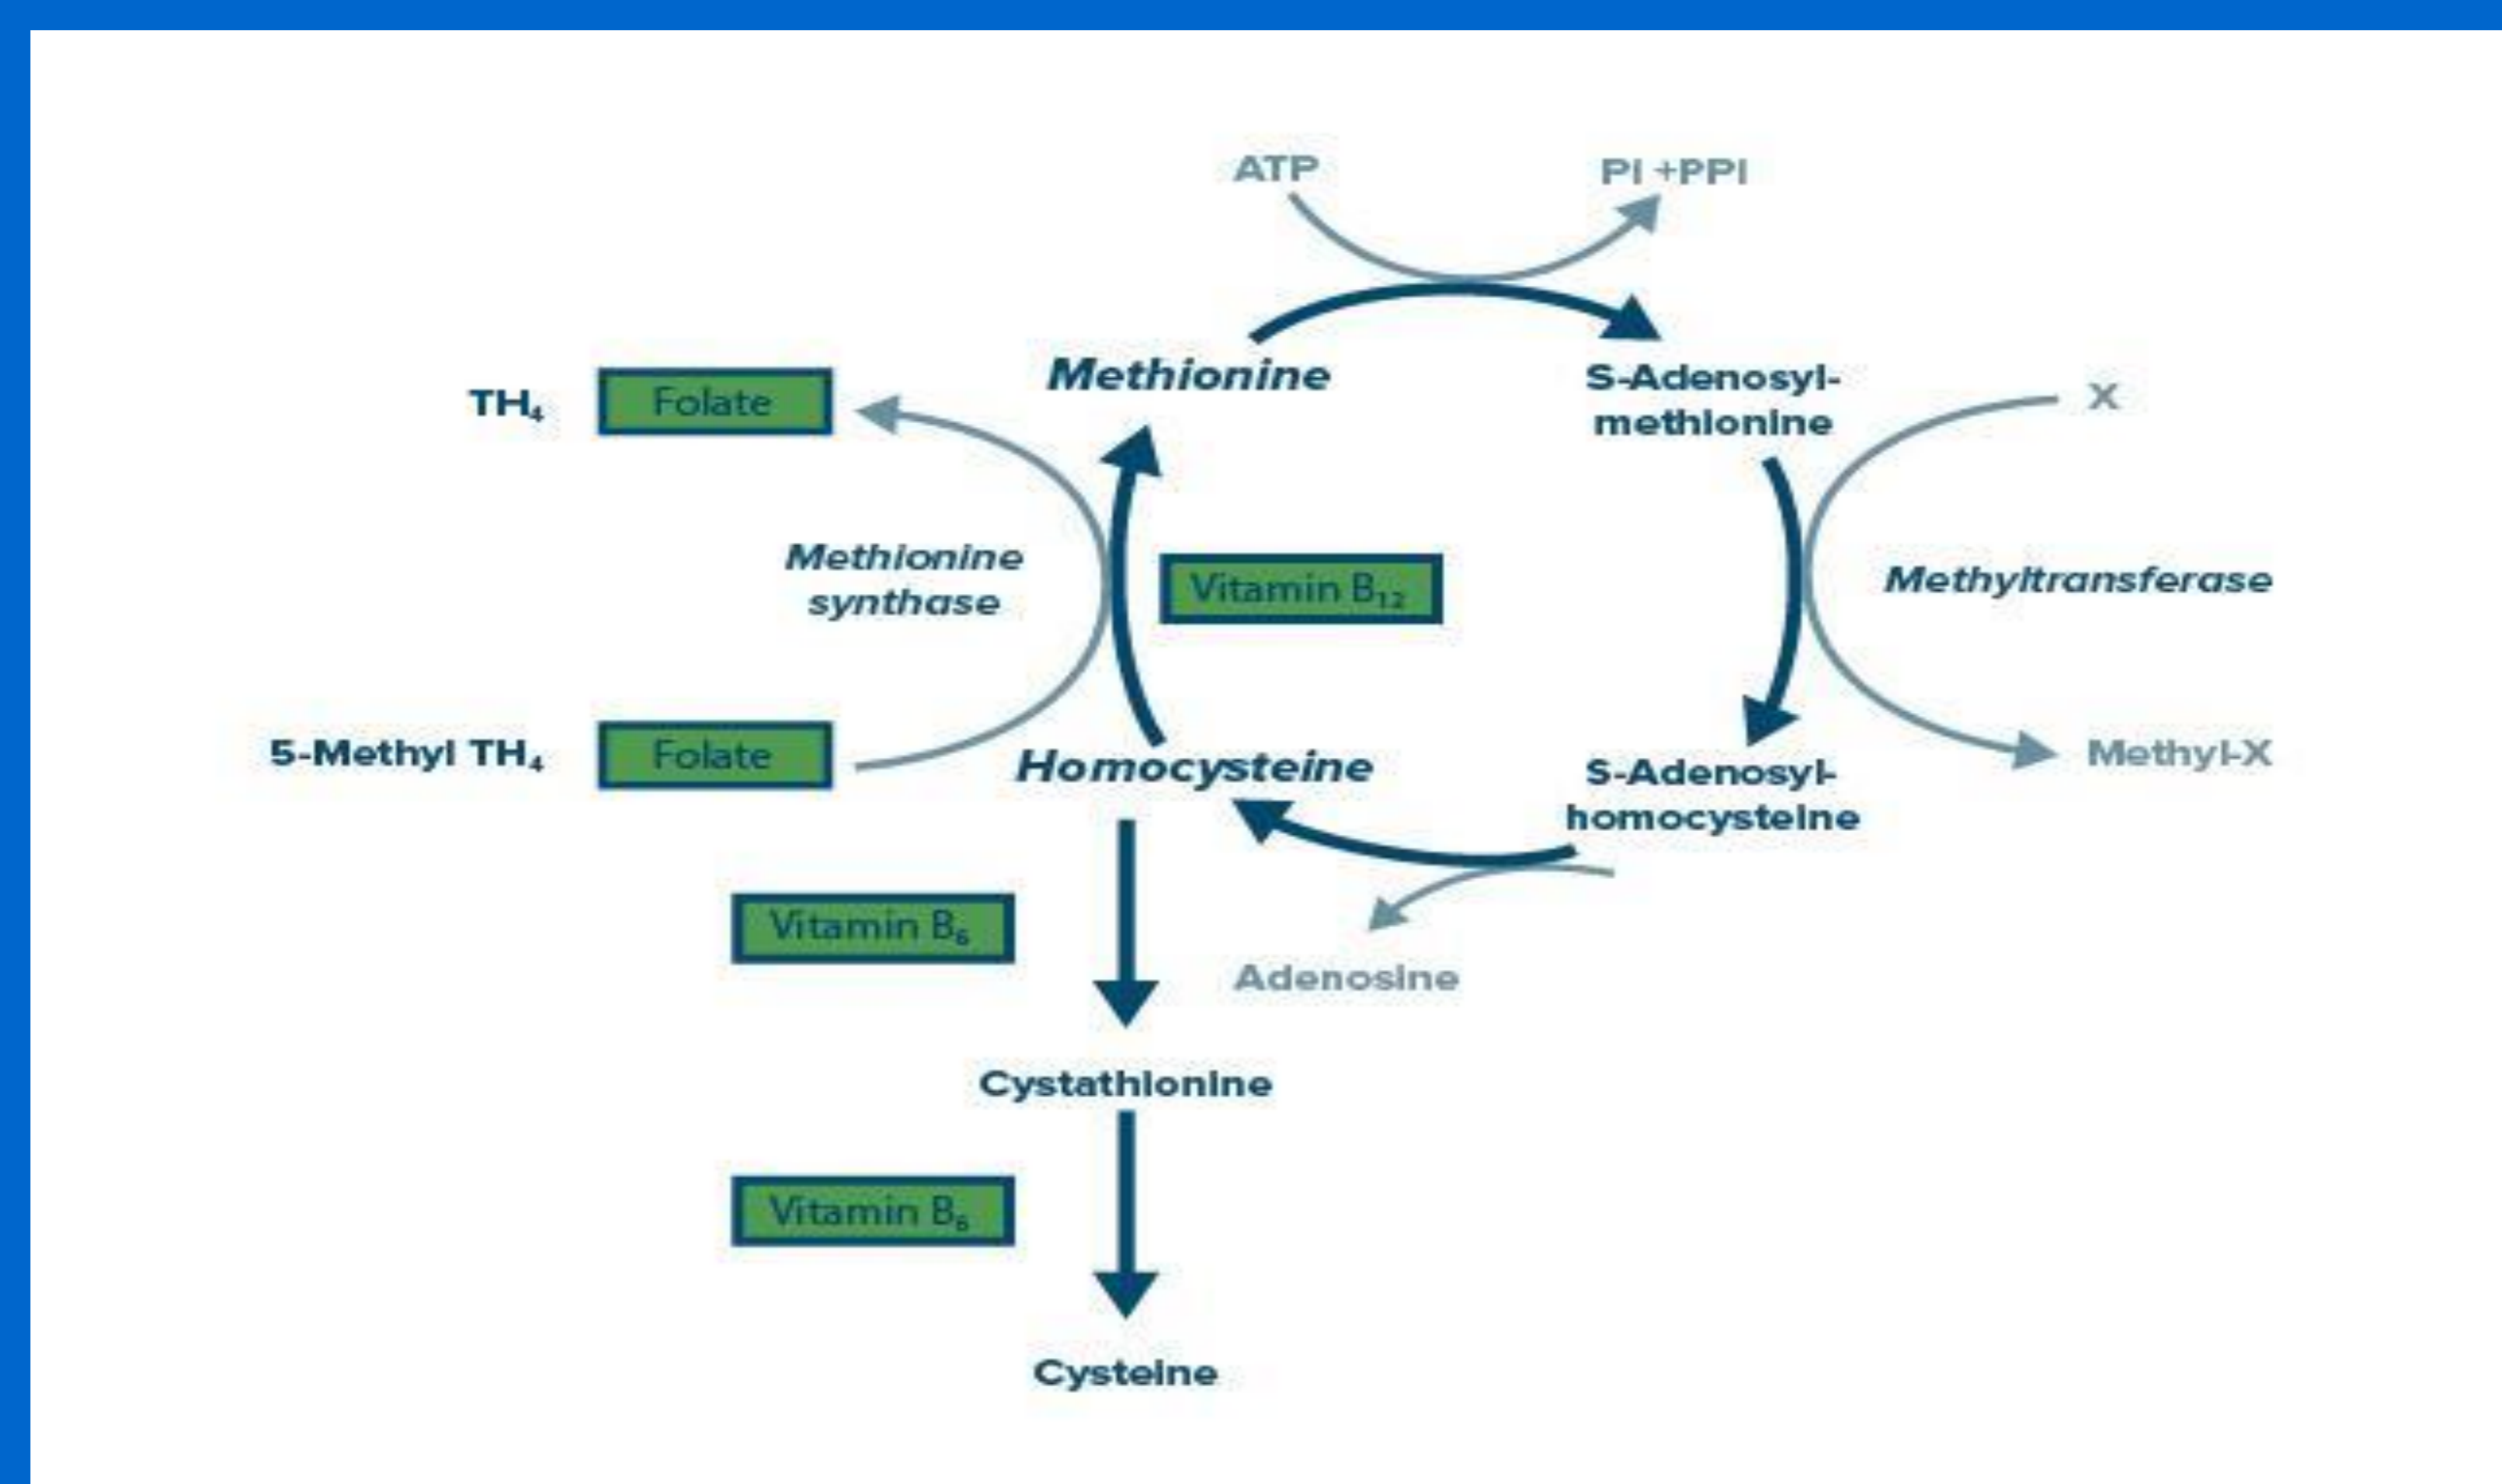 ATP
PI +PPI
Methionine
S-Adenosyl-
methionine
X
TH₄
Folate
Methionine
synthase
Vitamin B₁₂
Methyltransferase
5-Methyl TH₄
Folate
Homocysteine
S-Adenosyl-
homocysteine
Methyl-X
Vitamin B₆
Adenosine
Cystathionine
Vitamin B₆
Cysteine